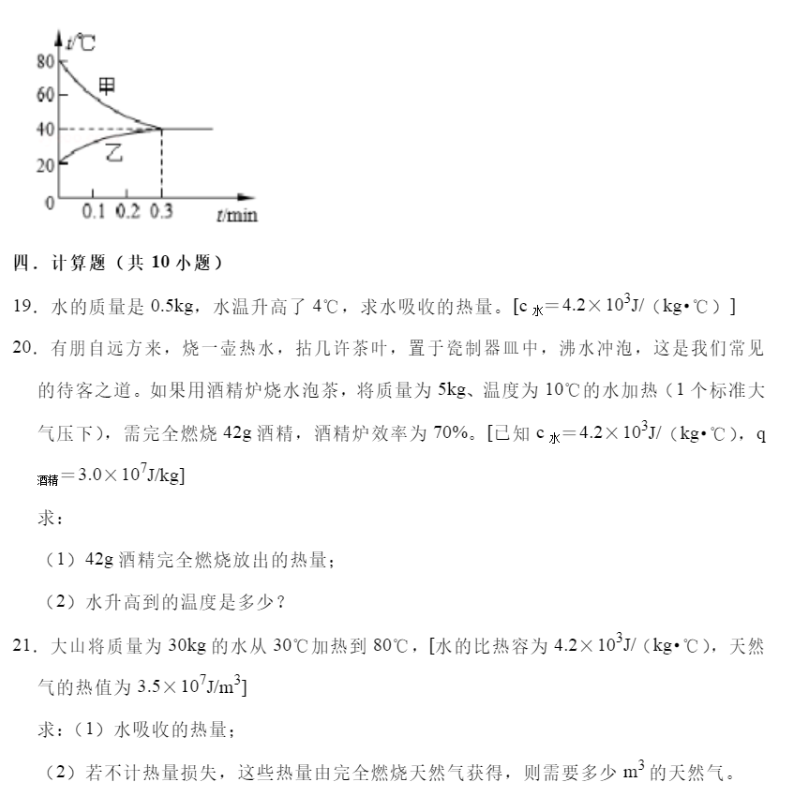 t/℃
80
甲
60
40
乙
20
0
0.1 0.2 0.3 t/min
四．计算题（共 10 小题）
19．水的质量是 0.5kg，水温升高了 4℃，求水吸收的热量。[c水＝4.2×10³J/（kg•℃）]
20．有朋自远方来，烧一壶热水，拈几许茶叶，置于瓷制器皿中，沸水冲泡，这是我们常见
的待客之道。如果用酒精炉烧水泡茶，将质量为 5kg、温度为 10℃的水加热（1 个标准大
气压下），需完全燃烧 42g 酒精，酒精炉效率为 70%。[已知 c水＝4.2×10³J/（kg•℃），q
酒精＝3.0×10⁷J/kg]
求：
（1）42g 酒精完全燃烧放出的热量；
（2）水升高到的温度是多少？
21．大山将质量为 30kg 的水从 30℃加热到 80℃，[水的比热容为 4.2×10³J/（kg•℃），天然
气的热值为 3.5×10⁷J/m³]
求：（1）水吸收的热量；
（2）若不计热量损失，这些热量由完全燃烧天然气获得，则需要多少 m³ 的天然气。